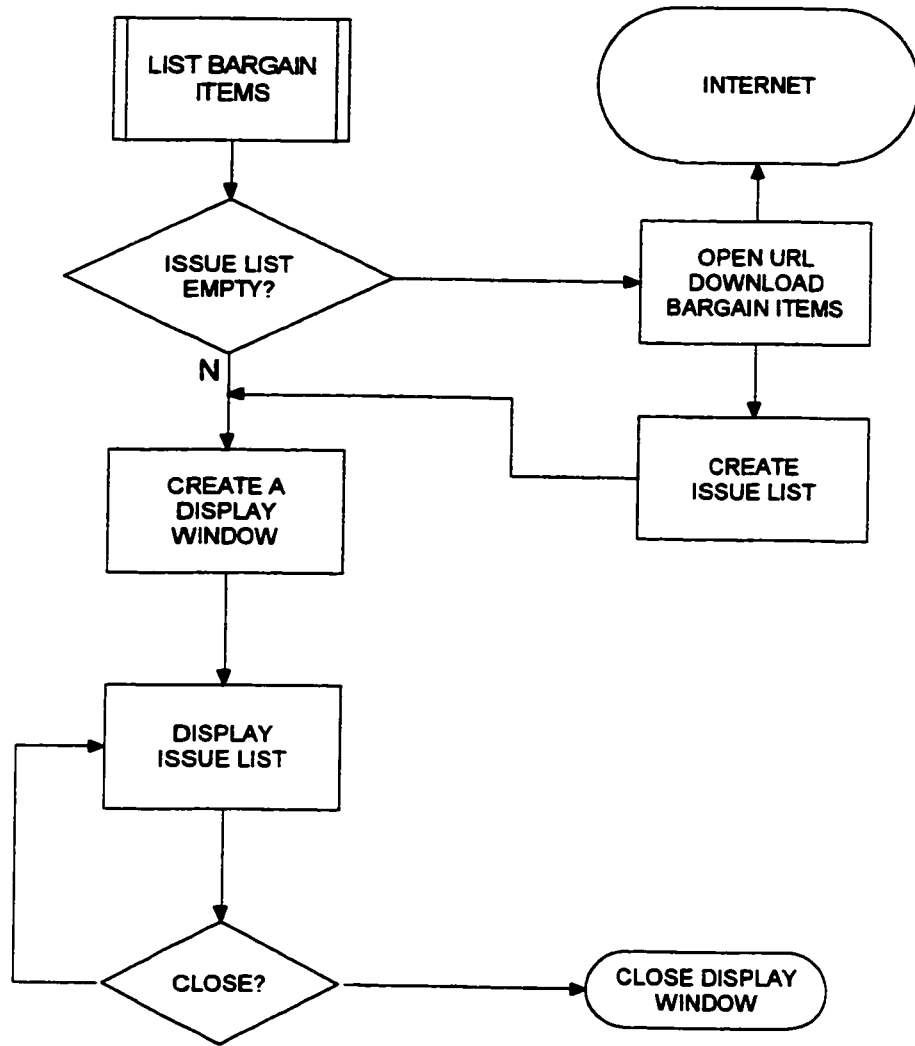 LIST BARGAIN
ITEMS
INTERNET
ISSUE LIST
EMPTY?
OPEN URL
DOWNLOAD
BARGAIN ITEMS
N
CREATE
ISSUE LIST
CREATE A
DISPLAY
WINDOW
DISPLAY
ISSUE LIST
CLOSE?
CLOSE DISPLAY
WINDOW